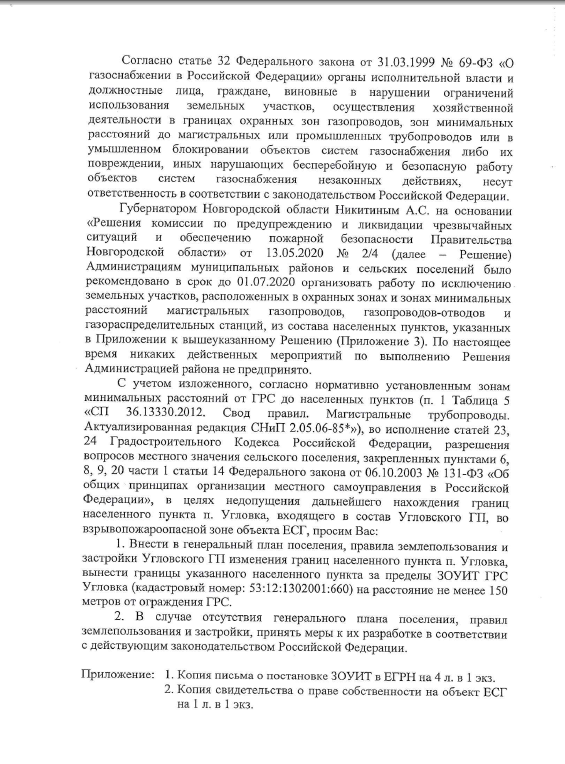 Согласно статье 32 Федерального закона от 31.03.1999 № 69-ФЗ «О
газоснабжении в Российской Федерации» органы исполнительной власти и
должностные лица, граждане, виновные в нарушении ограничений
использования земельных участков, осуществления хозяйственной
деятельности в границах охранных зон газопроводов, зон минимальных
расстояний до магистральных или промышленных трубопроводов или в
умышленном блокировании объектов систем газоснабжения либо их
повреждении, иных нарушающих бесперебойную и безопасную работу
объектов систем газоснабжения незаконных действиях, несут
ответственность в соответствии с законодательством Российской Федерации.
Губернатором Новгородской области Никитиным А.С. на основании
«Решения комиссии по предупреждению и ликвидации чрезвычайных
ситуаций и обеспечению пожарной безопасности Правительства
Новгородской области» от 13.05.2020 № 2/4 (далее – Решение)
Администрациям муниципальных районов и сельских поселений было
рекомендовано в срок до 01.07.2020 организовать работу по исключению
земельных участков, расположенных в охранных зонах и зонах минимальных
расстояний магистральных газопроводов, газопроводов-отводов и
газораспределительных станций, из состава населенных пунктов, указанных
в Приложении к вышеуказанному Решению (Приложение 3). По настоящее
время никаких действенных мероприятий по выполнению Решения
Администрацией района не предпринято.
С учетом изложенного, согласно нормативно установленным зонам
минимальных расстояний от ГРС до населенных пунктов (п. 1 Таблица 5
«СП 36.13330.2012. Свод правил. Магистральные трубопроводы.
Актуализированная редакция СНиП 2.05.06-85*»), во исполнение статей 23,
24 Градостроительного Кодекса Российской Федерации, разрешения
вопросов местного значения сельского поселения, закрепленных пунктами 6,
8, 9, 20 части 1 статьи 14 Федерального закона от 06.10.2003 № 131-ФЗ «Об
общих принципах организации местного самоуправления в Российской
Федерации», в целях недопущения дальнейшего нахождения границ
населенного пункта п. Угловка, входящего в состав Угловского ГП, во
взрывопожароопасной зоне объекта ЕСГ, просим Вас:
1. Внести в генеральный план поселения, правила землепользования и
застройки Угловского ГП изменения границ населенного пункта п. Угловка,
вынести границы указанного населенного пункта за пределы ЗОУИТ ГРС
Угловка (кадастровый номер: 53:12:1302001:660) на расстояние не менее 150
метров от ограждения ГРС.
2. В случае отсутствия генерального плана поселения, правил
землепользования и застройки, принять меры к их разработке в соответствии
с действующим законодательством Российской Федерации.
Приложение: 1. Копия письма о постановке ЗОУИТ в ЕГРН на 4 л. в 1 экз.
2. Копия свидетельства о праве собственности на объект ЕСГ
на 1 л. в 1 экз.